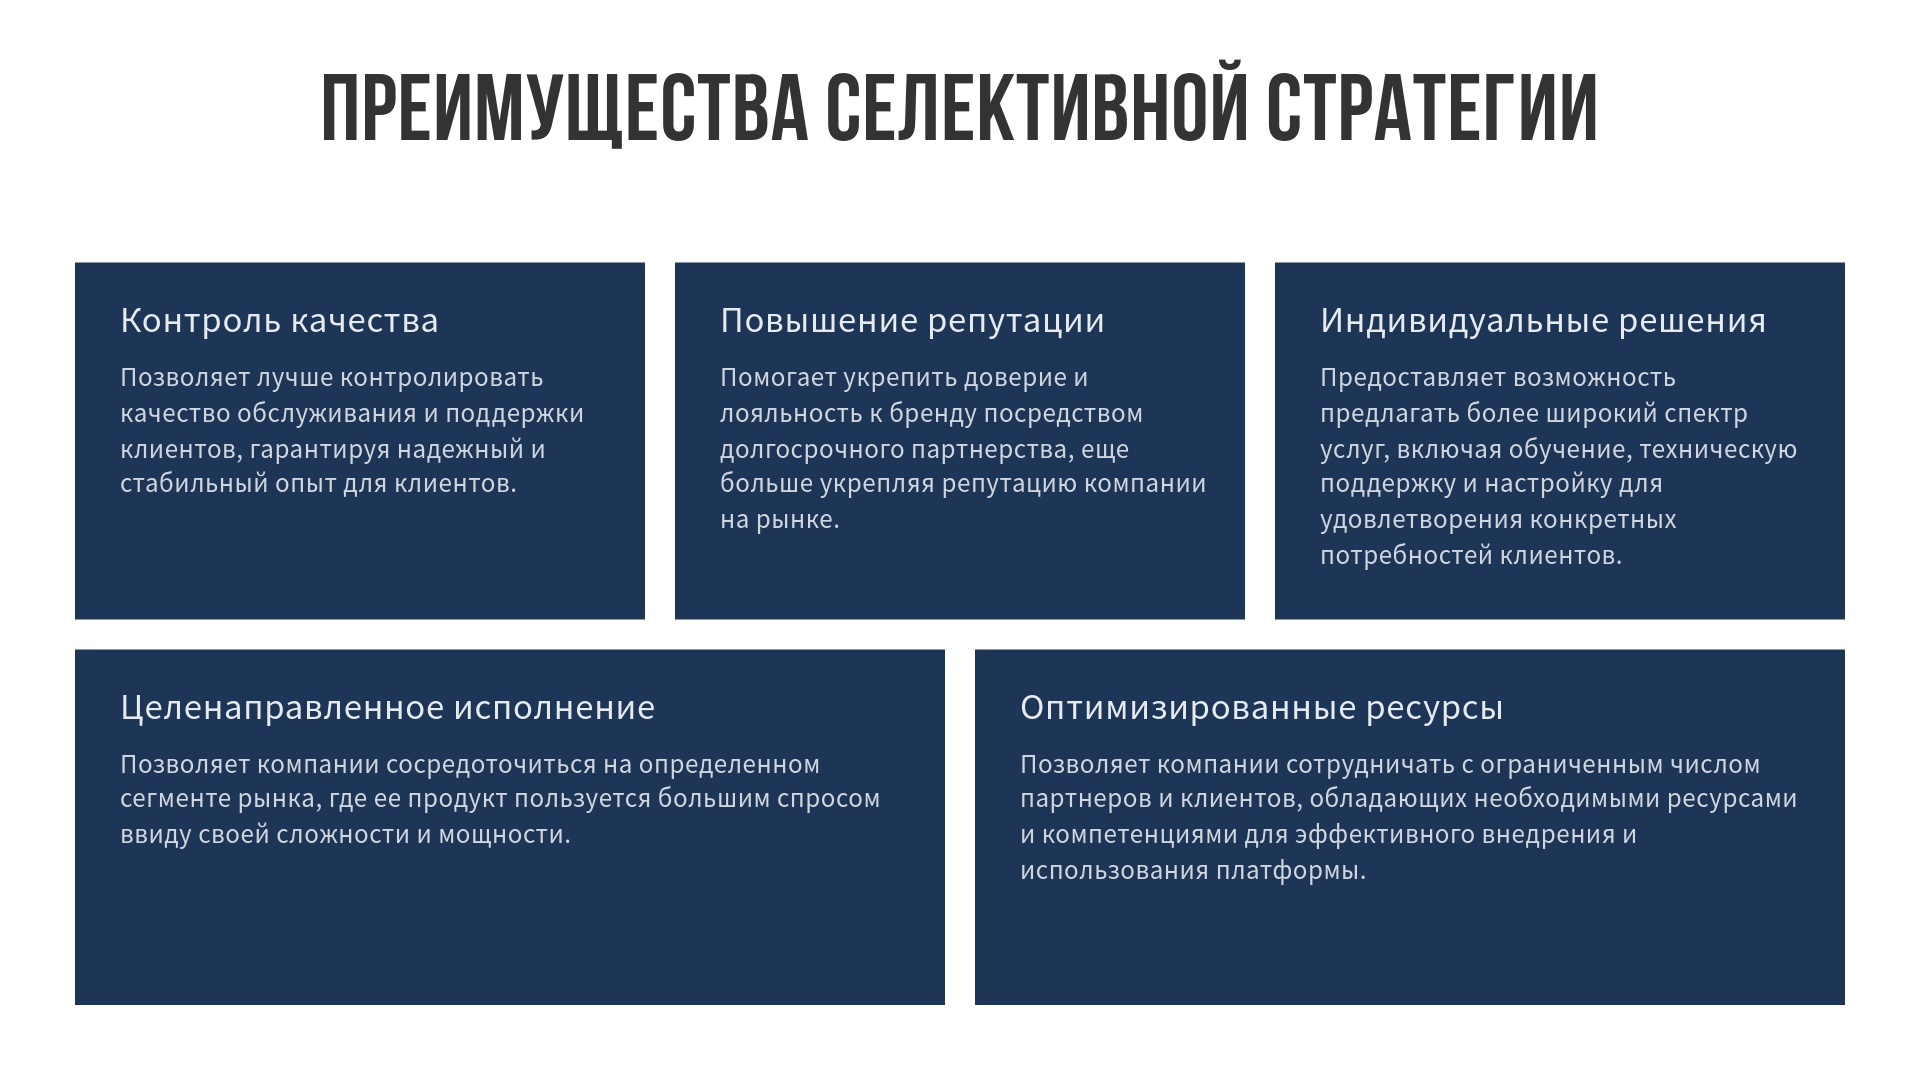 ПРЕИМУЩЕСТВА СЕЛЕКТИВНОЙ СТРАТЕГИИ
Контроль качества
Позволяет лучше контролировать
качество обслуживания и поддержки
клиентов, гарантируя надежный и
стабильный опыт для клиентов.
Повышение репутации
Помогает укрепить доверие и
лояльность к бренду посредством
долгосрочного партнерства, еще
больше укрепляя репутацию компании
на рынке.
Индивидуальные решения
Предоставляет возможность
предлагать более широкий спектр
услуг, включая обучение, техническую
поддержку и настройку для
удовлетворения конкретных
потребностей клиентов.
Целенаправленное исполнение
Позволяет компании сосредоточиться на определенном
сегменте рынка, где ее продукт пользуется большим спросом
ввиду своей сложности и мощности.
Оптимизированные ресурсы
Позволяет компании сотрудничать с ограниченным числом
партнеров и клиентов, обладающих необходимыми ресурсами
и компетенциями для эффективного внедрения и
использования платформы.